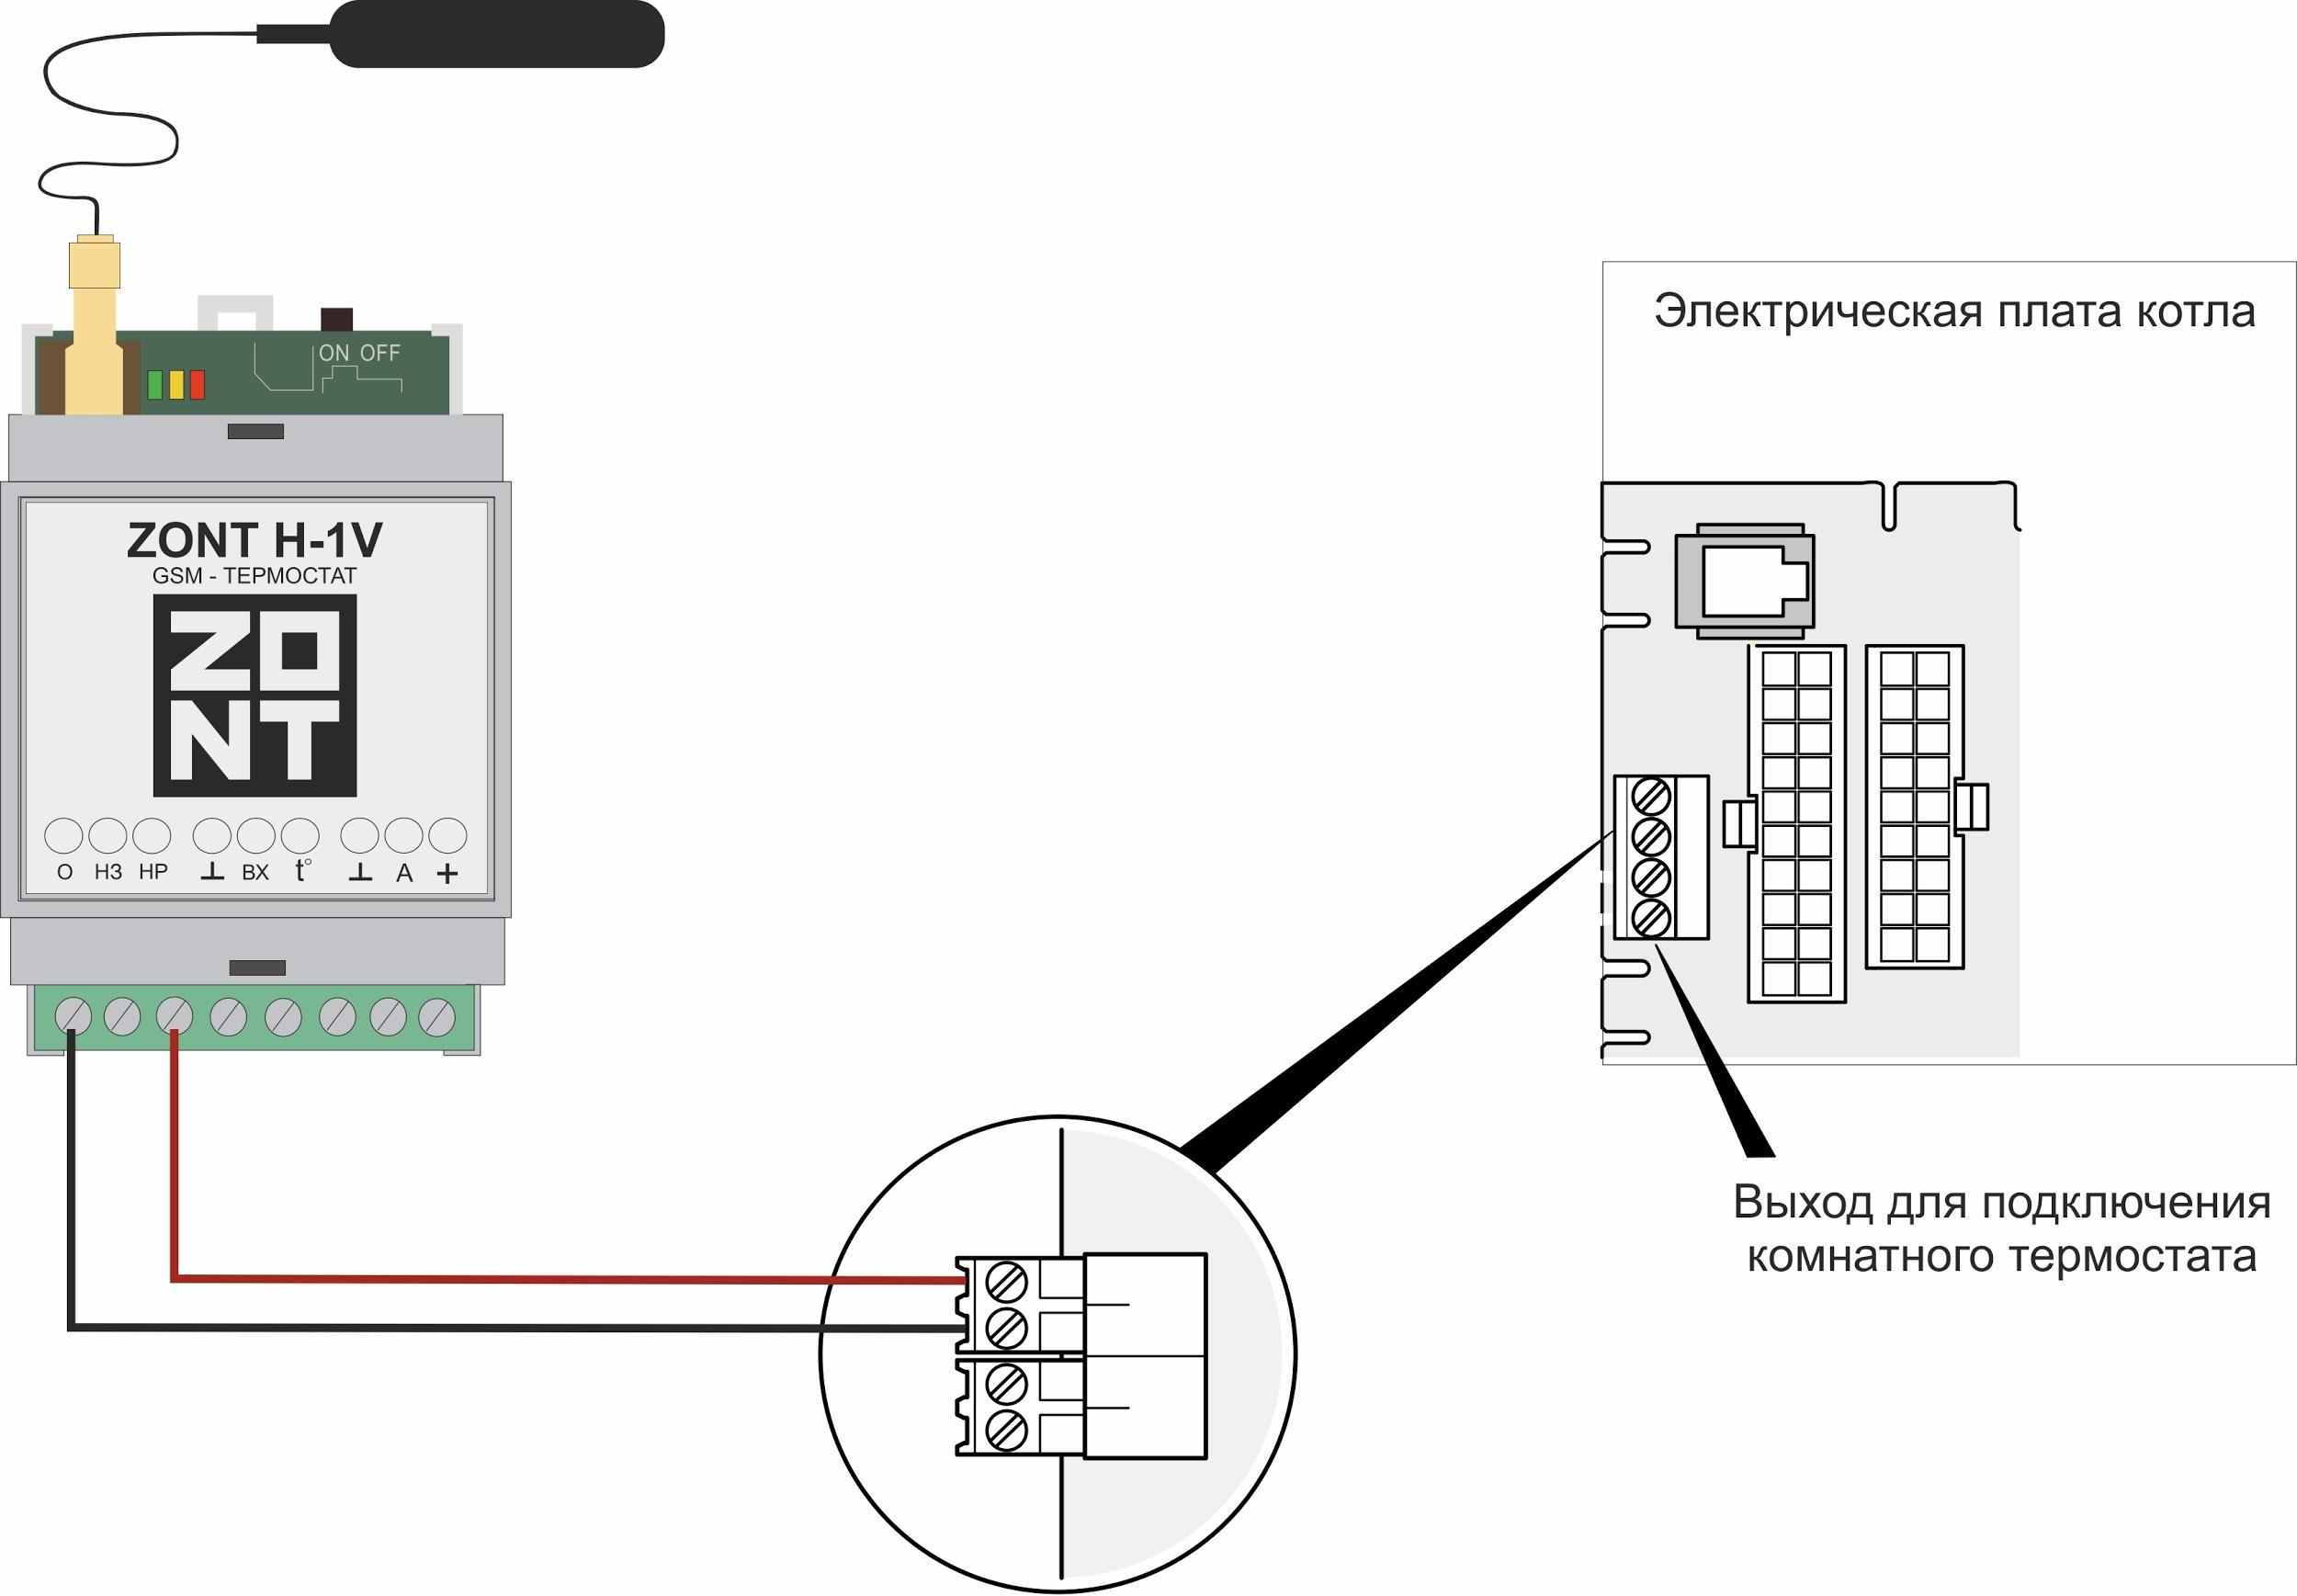 ON OFF
ZONT H-1V
GSM - ТЕРМОСТАТ
ZO
NT
О НЗ НР ⊥ ВХ t° ⊥ А +
Электрическая плата котла
Выход для подключения
комнатного термостата